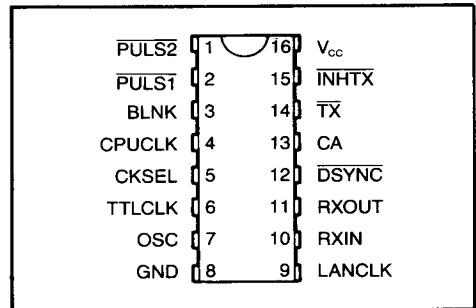 PULS2 1 16 Vcc
PULS1 2 15 INHTX
BLNK 3 14 TX
CPUCLK 4 13 CA
CKSEL 5 12 DSYNC
TTLCLK 6 11 RXOUT
OSC 7 10 RXIN
GND 8 9 LANCLK